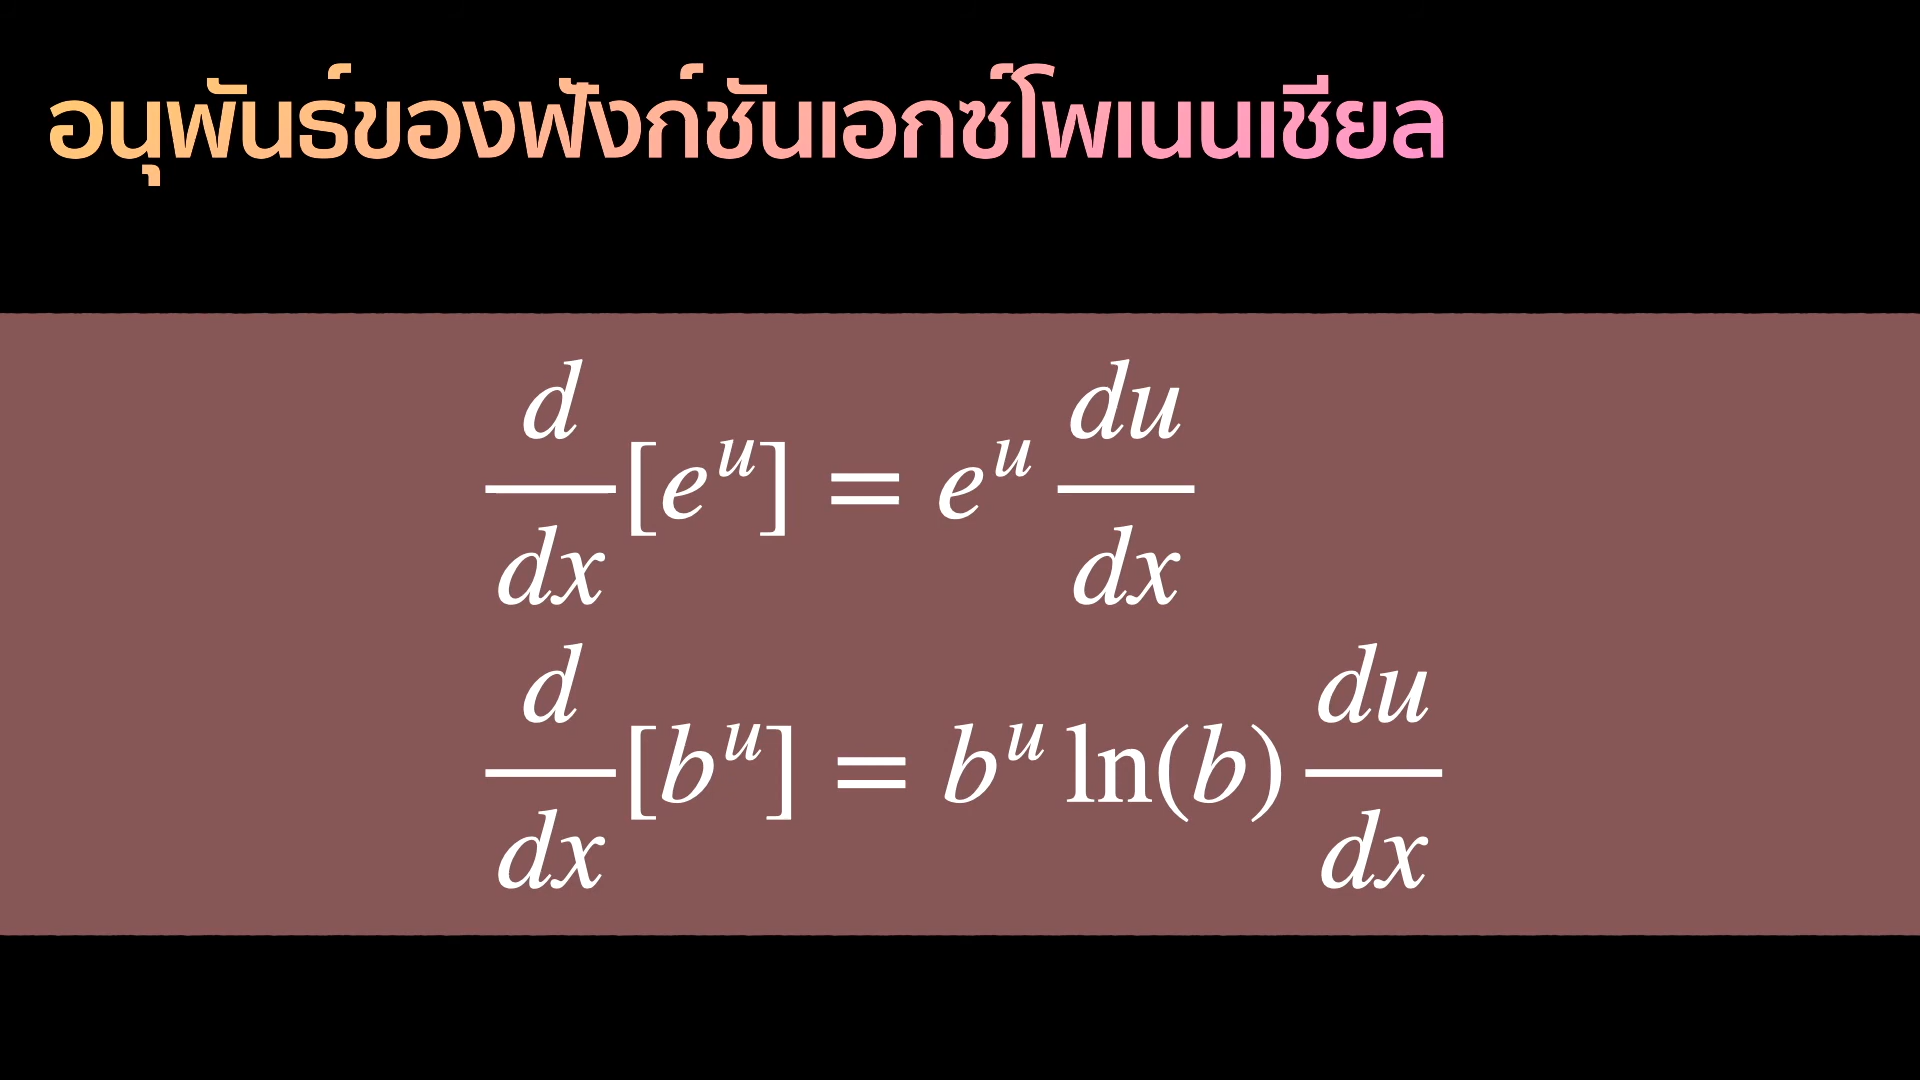 อนุพันธ์ของฟังก์ชันเอกซ์โพเนนเชียล
d/dx [e^u] = e^u du/dx
d/dx [b^u] = b^u ln(b) du/dx